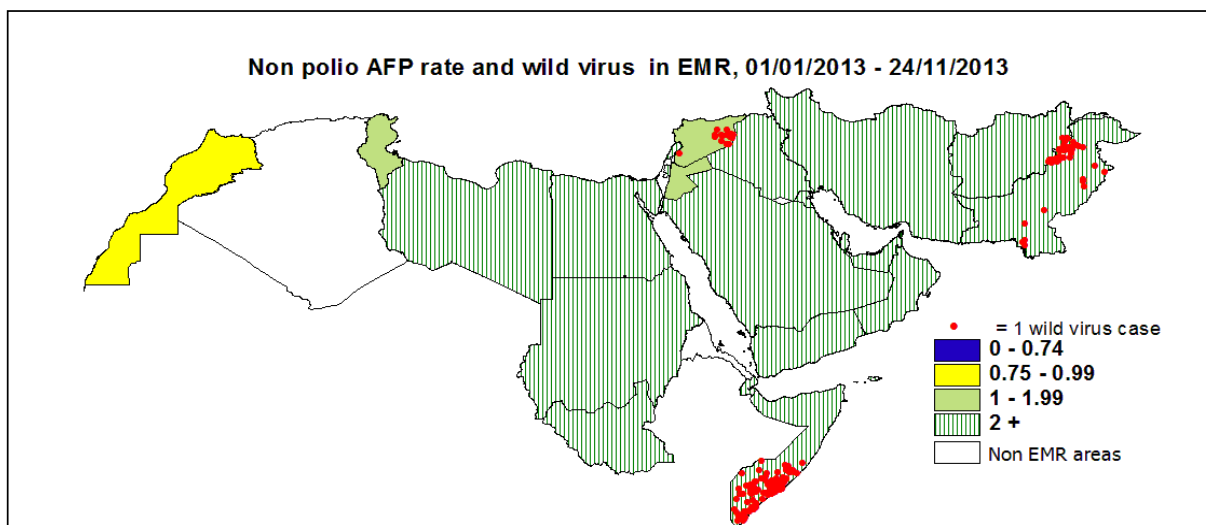 Non polio AFP rate and wild virus in EMR, 01/01/2013 - 24/11/2013
= 1 wild virus case
0 - 0.74
0.75 - 0.99
1 - 1.99
2 +
Non EMR areas